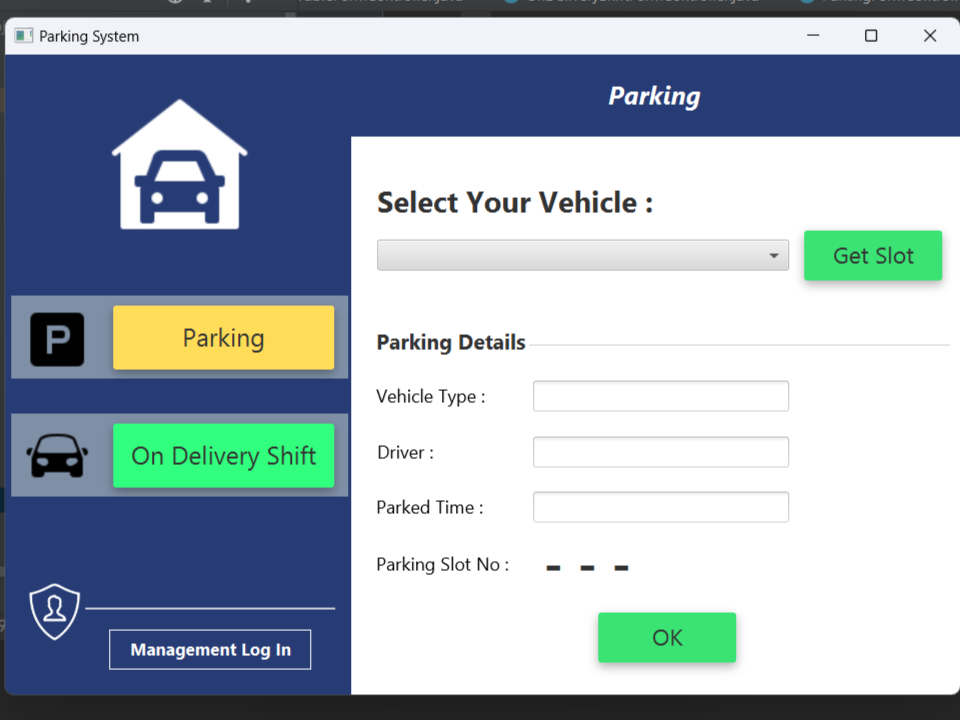 Parking System
Parking
Select Your Vehicle :
Get Slot
P
Parking
Parking Details
Vehicle Type :
On Delivery Shift
Driver :
Parked Time :
Parking Slot No : - - -
OK
Management Log In